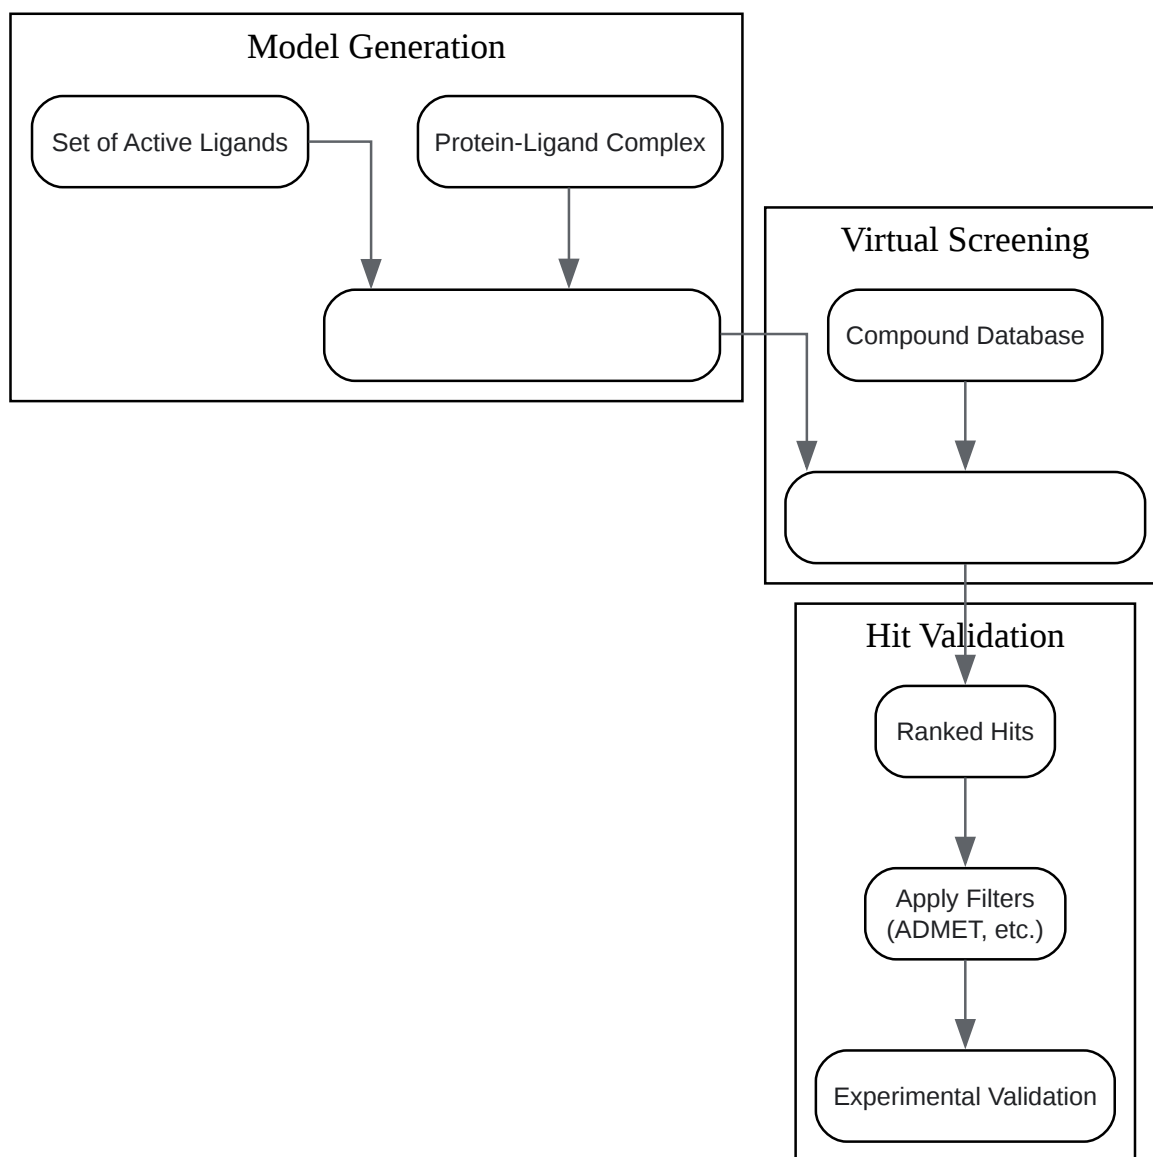 Model Generation
Set of Active Ligands
Protein-Ligand Complex
Virtual Screening
Compound Database
Hit Validation
Ranked Hits
Apply Filters
(ADMET, etc.)
Experimental Validation